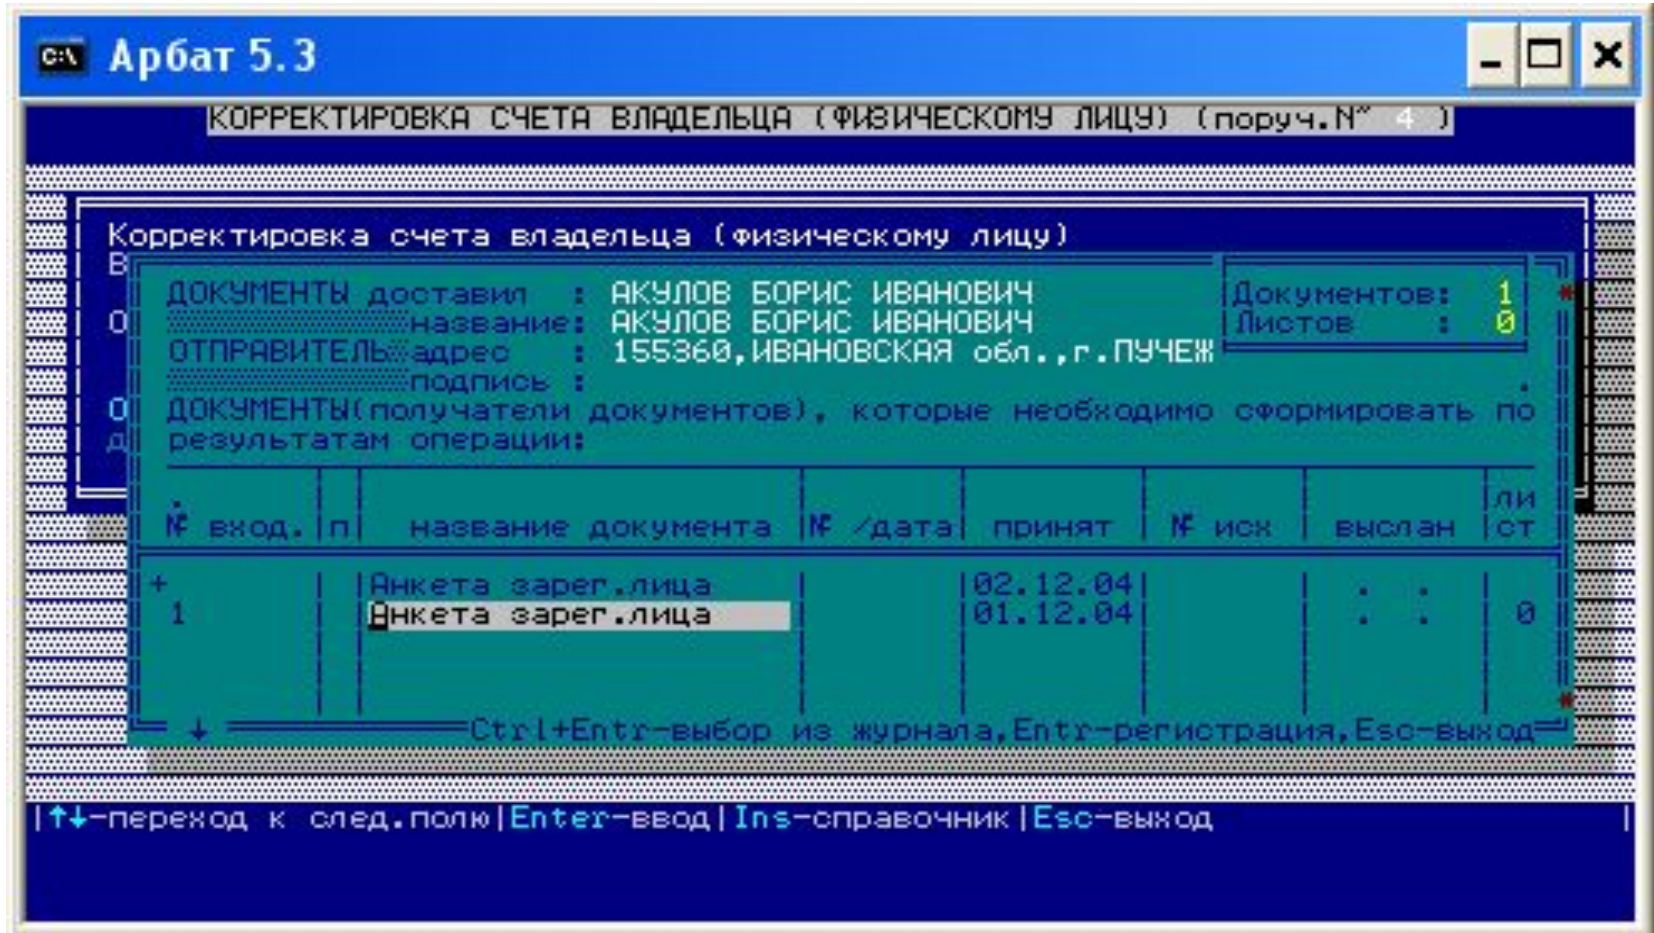 Арбат 5.3
КОРРЕКТИРОВКА СЧЕТА ВЛАДЕЛЬЦА (ФИЗИЧЕСКОМУ ЛИЦУ) (поруч.N" 4 )
Корректировка счета владельца (физическому лицу)
В
ДОКУМЕНТЫ доставил : АКУЛОВ БОРИС ИВАНОВИЧ Документов: 1 *
О название: АКУЛОВ БОРИС ИВАНОВИЧ Листов : 0
ОТПРАВИТЕЛЬ адрес : 155360,ИВАНОВСКАЯ обл.,г.ПУЧЕЖ
подпись : .
О ДОКУМЕНТЫ(получатели документов), которые необходимо сформировать по
д результатам операции:
№ вход. |п| название документа |№ /дата| принят | № исх | выслан |лист
+ | |Анкета зарег.лица | |02.12.04| | . . |
1 | |Анкета зарег.лица | |01.12.04| | . . | 0
*
↓ Ctrl+Entr-выбор из журнала,Entr-регистрация,Esc-выход
|↑↓-переход к след.полю|Enter-ввод|Ins-справочник|Esc-выход |